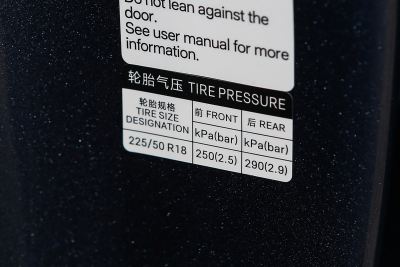 Do not lean against the
door.
See user manual for more
information.
轮胎气压 TIRE PRESSURE
轮胎规格
TIRE SIZE
DESIGNATION
前 FRONT
后 REAR
kPa(bar)
kPa(bar)
225/50 R18
250(2.5)
290(2.9)